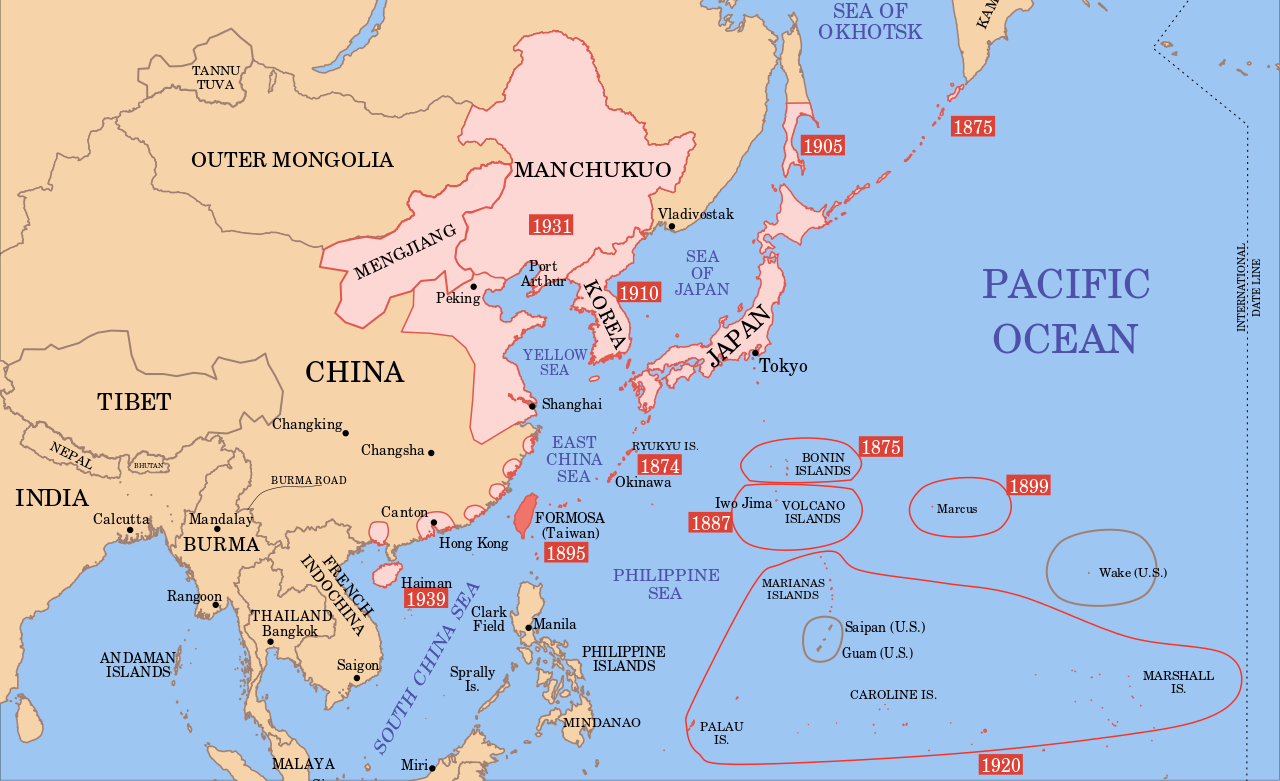 SEA OF
OKHOTSK
KAM
TANNU
TUVA
1875
1905
OUTER MONGOLIA
MANCHUKUO
Vladivostak
1931
MENGJIANG
SEA
OF
JAPAN
Port
Arthur
Peking
KOREA
1910
PACIFIC
OCEAN
INTERNATIONAL
DATE LINE
JAPAN
Tokyo
YELLOW
SEA
CHINA
TIBET
Shanghai
Changking
Changsha
NEPAL
BHUTAN
EAST
CHINA
SEA
RYUKYU IS.
1874
Okinawa
1875
BONIN
ISLANDS
BURMA ROAD
INDIA
Calcutta
Mandalay
BURMA
Canton
Hong Kong
FORMOSA
(Taiwan)
1895
Iwo Jima
VOLCANO
ISLANDS
1887
1899
Marcus
FRENCH
INDOCHINA
Haiman
1939
PHILIPPINE
SEA
MARIANAS
ISLANDS
Wake (U.S.)
Rangoon
THAILAND
Bangkok
Clark
Field
Manila
Saipan (U.S.)
Guam (U.S.)
ANDAMAN
ISLANDS
Saigon
SOUTH CHINA SEA
Sprally
Is.
PHILIPPINE
ISLANDS
MARSHALL
IS.
CAROLINE IS.
MINDANAO
PALAU
IS.
MALAYA
Miri
1920